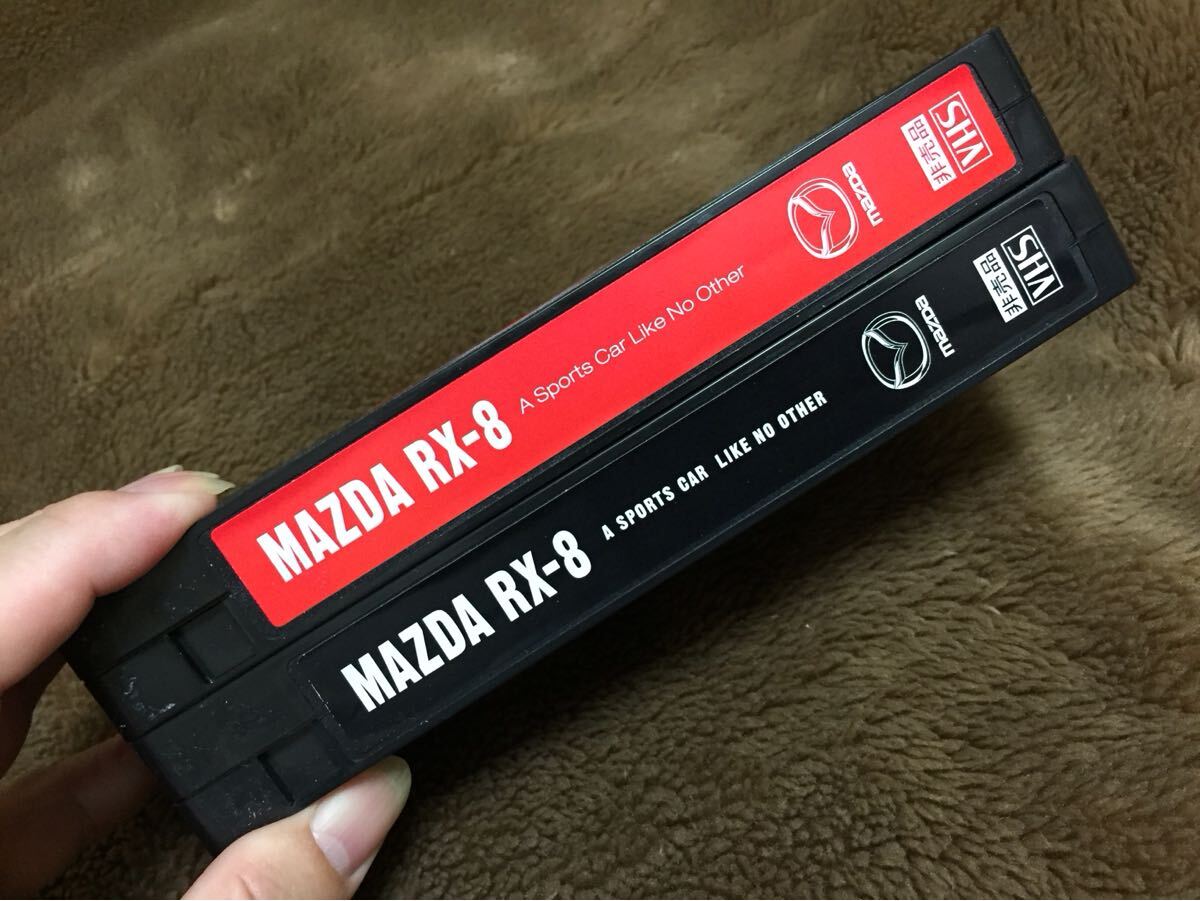 MAZDA RX-8 A Sports Car Like No Other
mazda
非売品
VHS
MAZDA RX-8 A SPORTS CAR LIKE NO OTHER
mazda
非売品
VHS